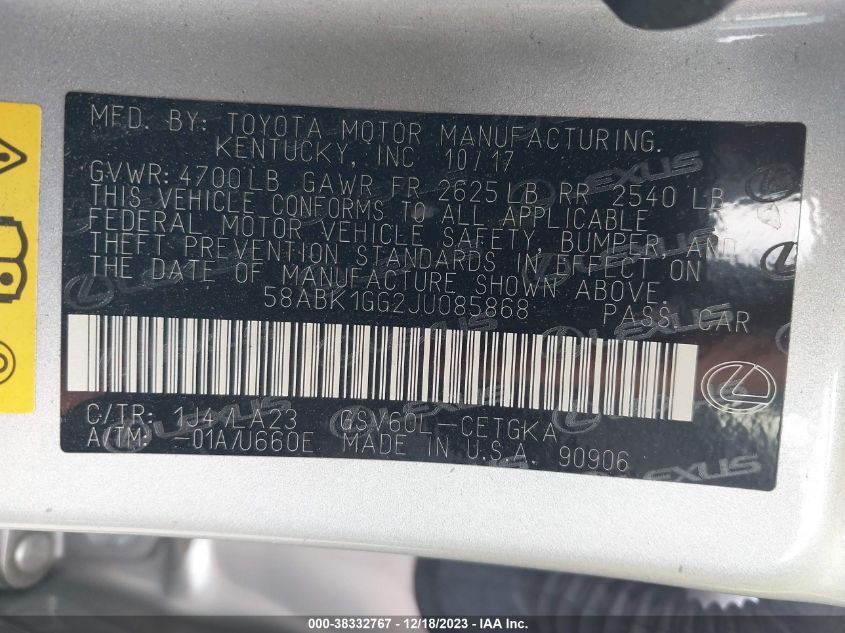 MFD. BY: TOYOTA MOTOR MANUFACTURING.
KENTUCKY, INC 10/17
GVWR: 4700LB GAWR FR 2625LB RR 2540 LB
THIS VEHICLE CONFORMS TO ALL APPLICABLE
FEDERAL MOTOR VEHICLE SAFETY, BUMPER, AND
THEFT PREVENTION STANDARDS IN EFFECT ON
THE DATE OF MANUFACTURE SHOWN ABOVE.
58ABK1GG2JU085868 PASS. CAR
C/TR: 1J4/LA23 GSV60L-CETGKA
A/TM: -01A/U660E MADE IN U.S.A. 90906
LEXUS
000-38332767 - 12/18/2023 - IAA Inc.